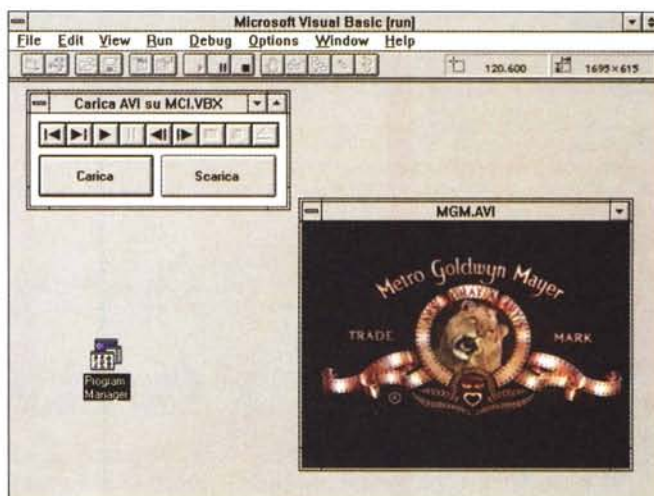 Microsoft Visual Basic [run]
File Edit View Run Debug Options Window Help
120,600 1695×615
Carica AVI su MCI.VBX
Carica Scarica
MGM.AVI
Metro Goldwyn Mayer
TRADE MARK
®
Program
Manager